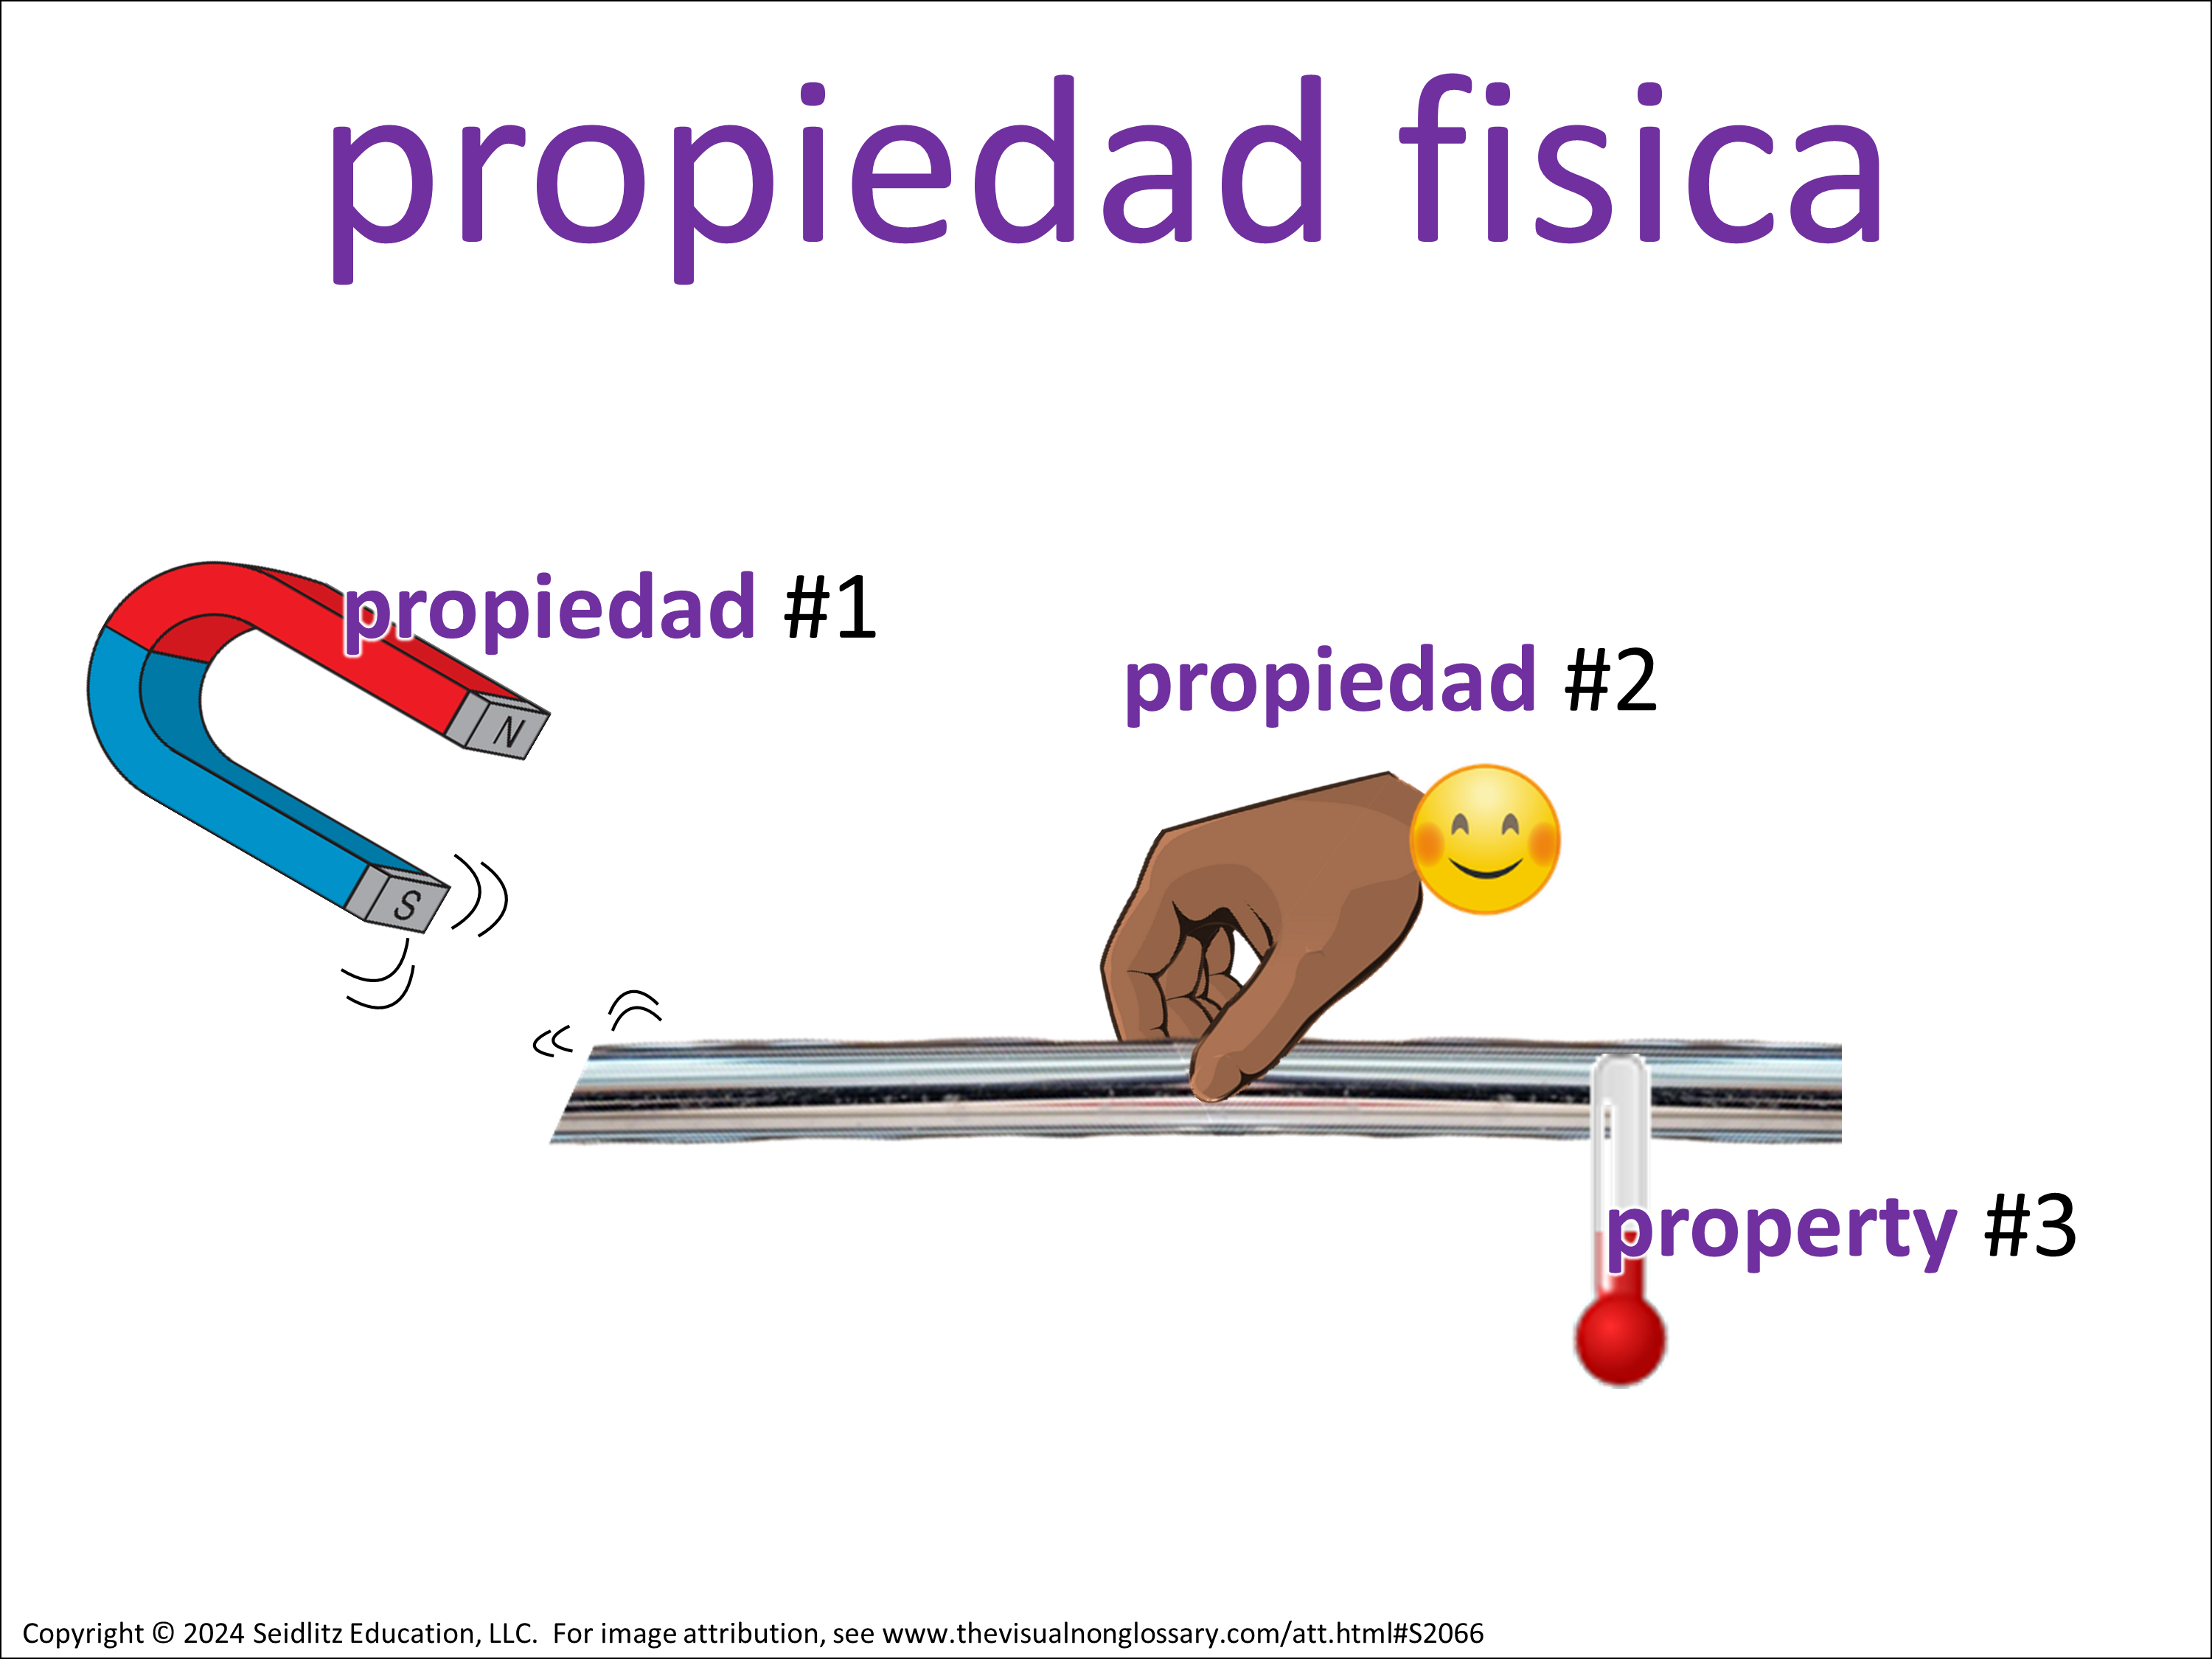 propiedad fisica
propiedad #1
propiedad #2
N
S
property #3
Copyright © 2024 Seidlitz Education, LLC.  For image attribution, see www.thevisualnonglossary.com/att.html#S2066